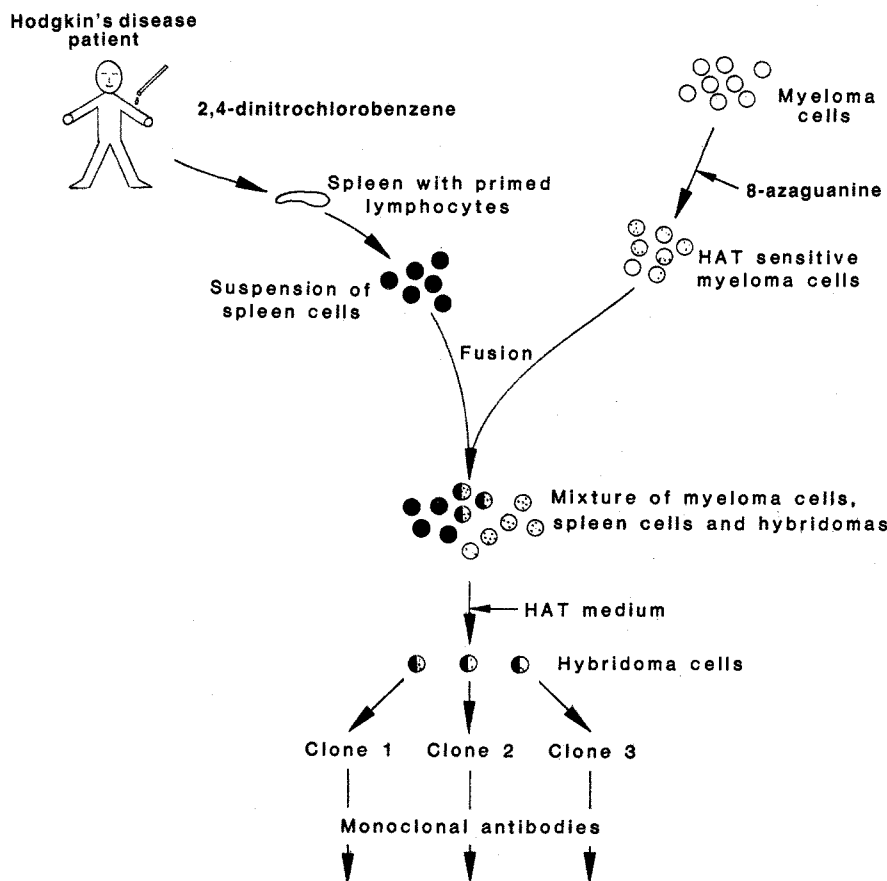 Hodgkin's disease
patient
2,4-dinitrochlorobenzene
Myeloma
cells
8-azaguanine
Spleen with primed
lymphocytes
HAT sensitive
myeloma cells
Suspension of
spleen cells
Fusion
Mixture of myeloma cells,
spleen cells and hybridomas
HAT medium
Hybridoma cells
Clone 1
Clone 2
Clone 3
Monoclonal antibodies